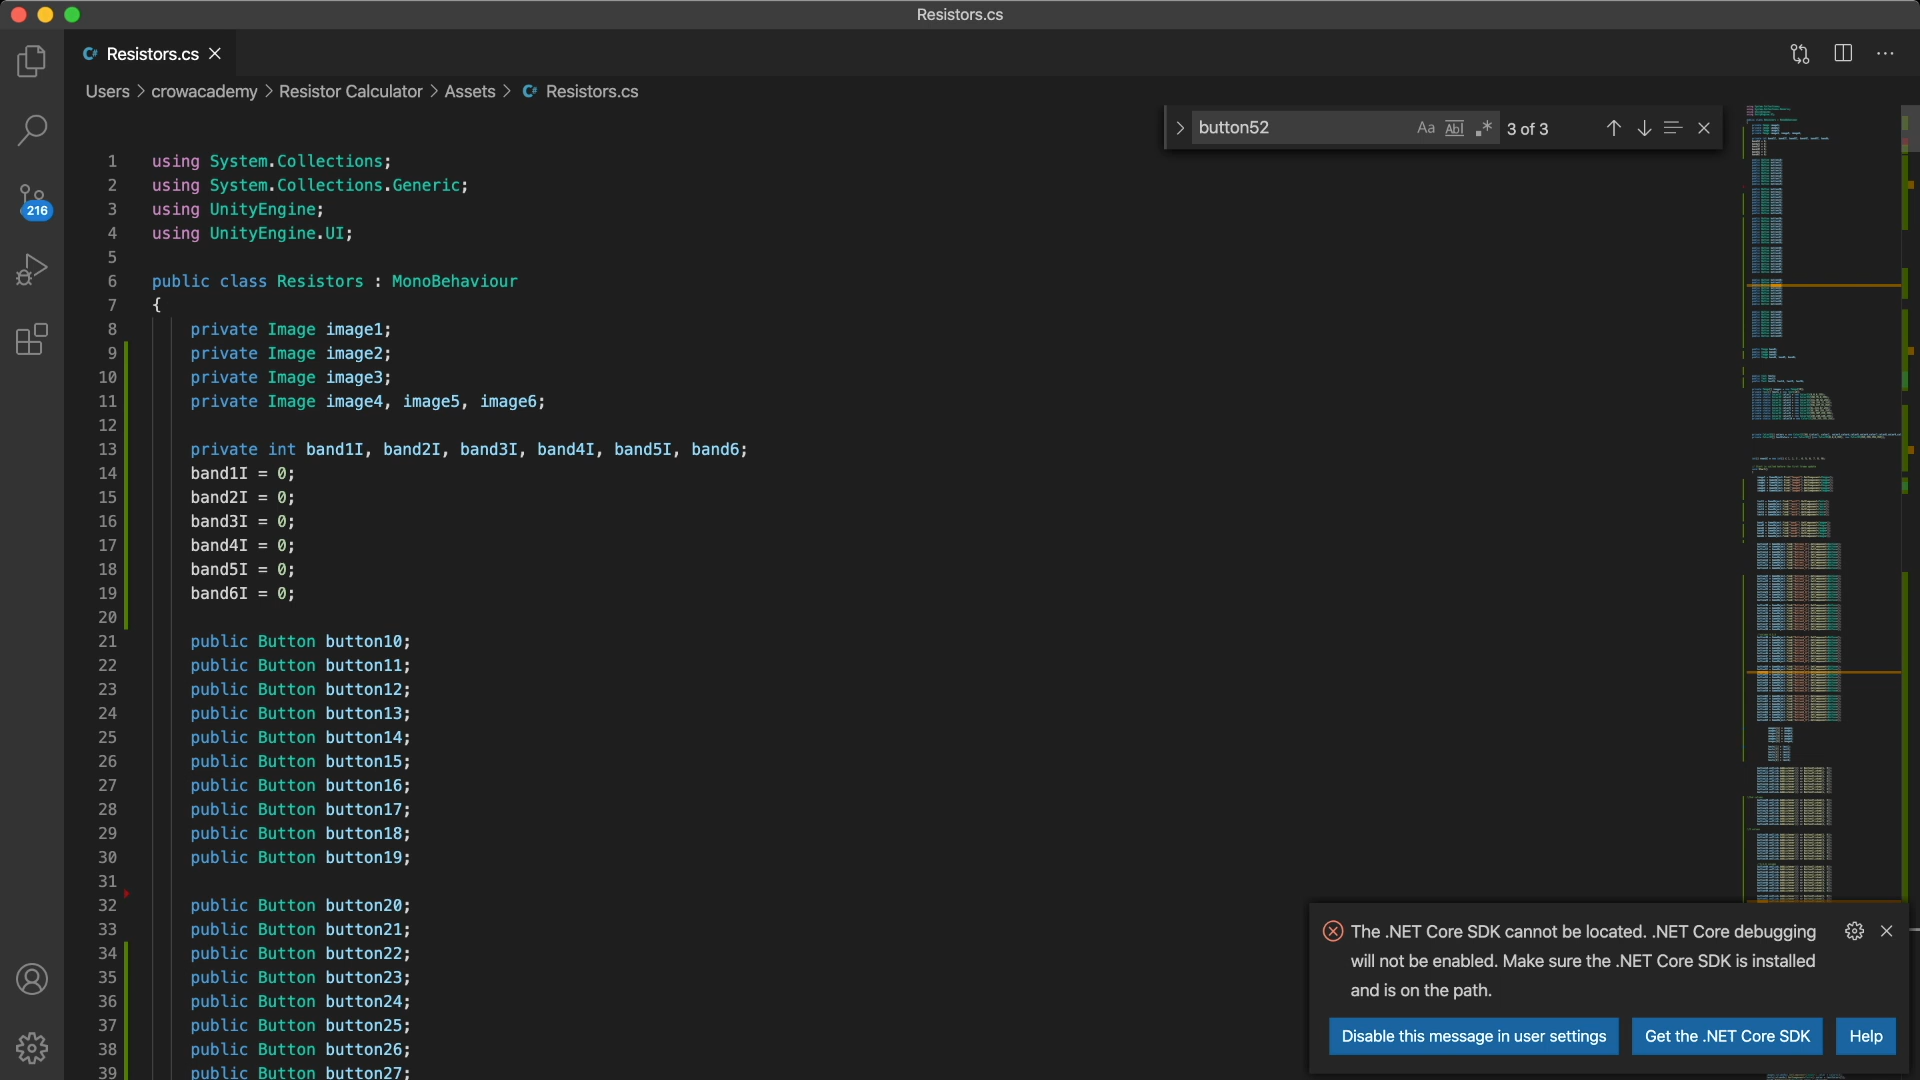 Resistors.cs
Resistors.cs
Users > crowacademy > Resistor Calculator > Assets > Resistors.cs
button52
Aa Abl .* 3 of 3
1 using System.Collections;
2 using System.Collections.Generic;
3 using UnityEngine;
4 using UnityEngine.UI;
5
6 public class Resistors : MonoBehaviour
7 {
8 private Image image1;
9 private Image image2;
10 private Image image3;
11 private Image image4, image5, image6;
12
13 private int band1I, band2I, band3I, band4I, band5I, band6;
14 band1I = 0;
15 band2I = 0;
16 band3I = 0;
17 band4I = 0;
18 band5I = 0;
19 band6I = 0;
20
21 public Button button10;
22 public Button button11;
23 public Button button12;
24 public Button button13;
25 public Button button14;
26 public Button button15;
27 public Button button16;
28 public Button button17;
29 public Button button18;
30 public Button button19;
31
32 public Button button20;
33 public Button button21;
34 public Button button22;
35 public Button button23;
36 public Button button24;
37 public Button button25;
38 public Button button26;
39 public Button button27;
216
The .NET Core SDK cannot be located. .NET Core debugging
will not be enabled. Make sure the .NET Core SDK is installed
and is on the path.
Disable this message in user settings
Get the .NET Core SDK
Help